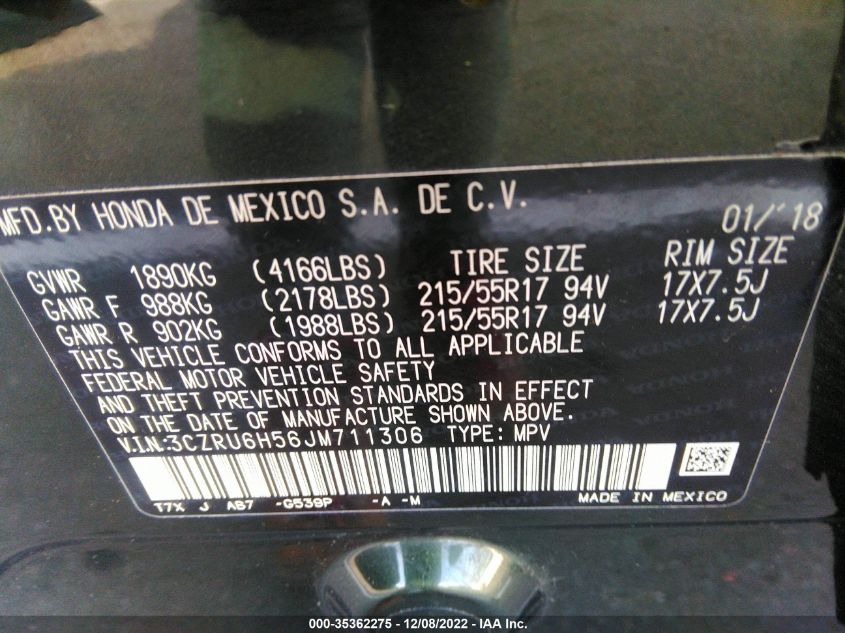 MFD.BY HONDA DE MEXICO S.A. DE C.V.
01/'18
GVWR 1890KG (4166LBS) TIRE SIZE RIM SIZE
GAWR F 988KG (2178LBS) 215/55R17 94V 17X7.5J
GAWR R 902KG (1988LBS) 215/55R17 94V 17X7.5J
THIS VEHICLE CONFORMS TO ALL APPLICABLE
FEDERAL MOTOR VEHICLE SAFETY
AND THEFT PREVENTION STANDARDS IN EFFECT
ON THE DATE OF MANUFACTURE SHOWN ABOVE.
V.I.N:3CZRU6H56JM711306 TYPE: MPV
T7X J AB7 -G539P -A -M MADE IN MEXICO
000-35362275 - 12/08/2022 - IAA Inc.